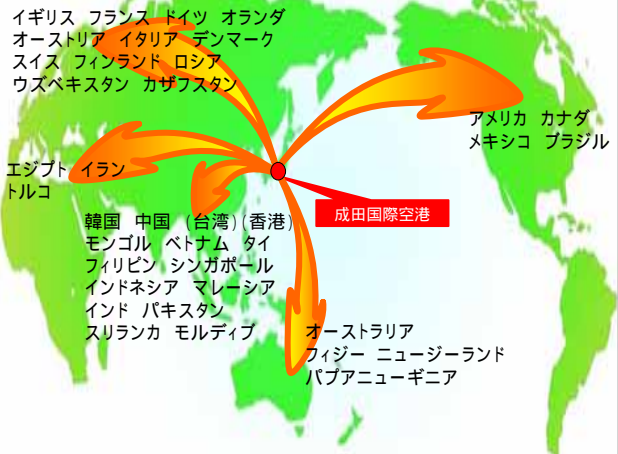 イギリス フランス ドイツ オランダ
オーストリア イタリア デンマーク
スイス フィンランド ロシア
ウズベキスタン カザフスタン
アメリカ カナダ
メキシコ ブラジル
エジプト イラン
トルコ
成田国際空港
韓国 中国 (台湾)(香港)
モンゴル ベトナム タイ
フィリピン シンガポール
インドネシア マレーシア
インド パキスタン
スリランカ モルディブ
オーストラリア
フィジー ニュージーランド
パプアニューギニア